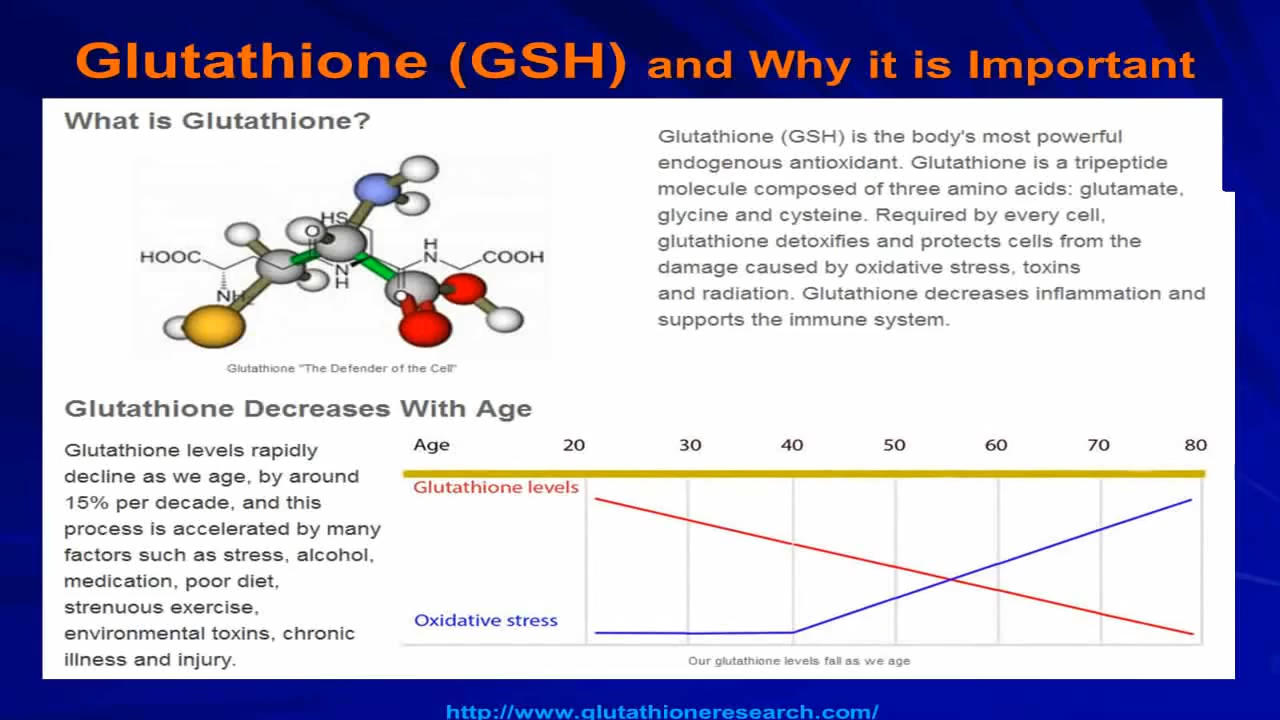 Glutathione (GSH) and Why it is Important
What is Glutathione?
HS
O
HOOC
H
N
COOH
N
H
O
NH₂
Glutathione "The Defender of the Cell"
Glutathione (GSH) is the body's most powerful
endogenous antioxidant. Glutathione is a tripeptide
molecule composed of three amino acids: glutamate,
glycine and cysteine. Required by every cell,
glutathione detoxifies and protects cells from the
damage caused by oxidative stress, toxins
and radiation. Glutathione decreases inflammation and
supports the immune system.
Glutathione Decreases With Age
Glutathione levels rapidly
decline as we age, by around
15% per decade, and this
process is accelerated by many
factors such as stress, alcohol,
medication, poor diet,
strenuous exercise,
environmental toxins, chronic
illness and injury.
Age 20 30 40 50 60 70 80
Glutathione levels
Oxidative stress
Our glutathione levels fall as we age
http://www.glutathioneresearch.com/